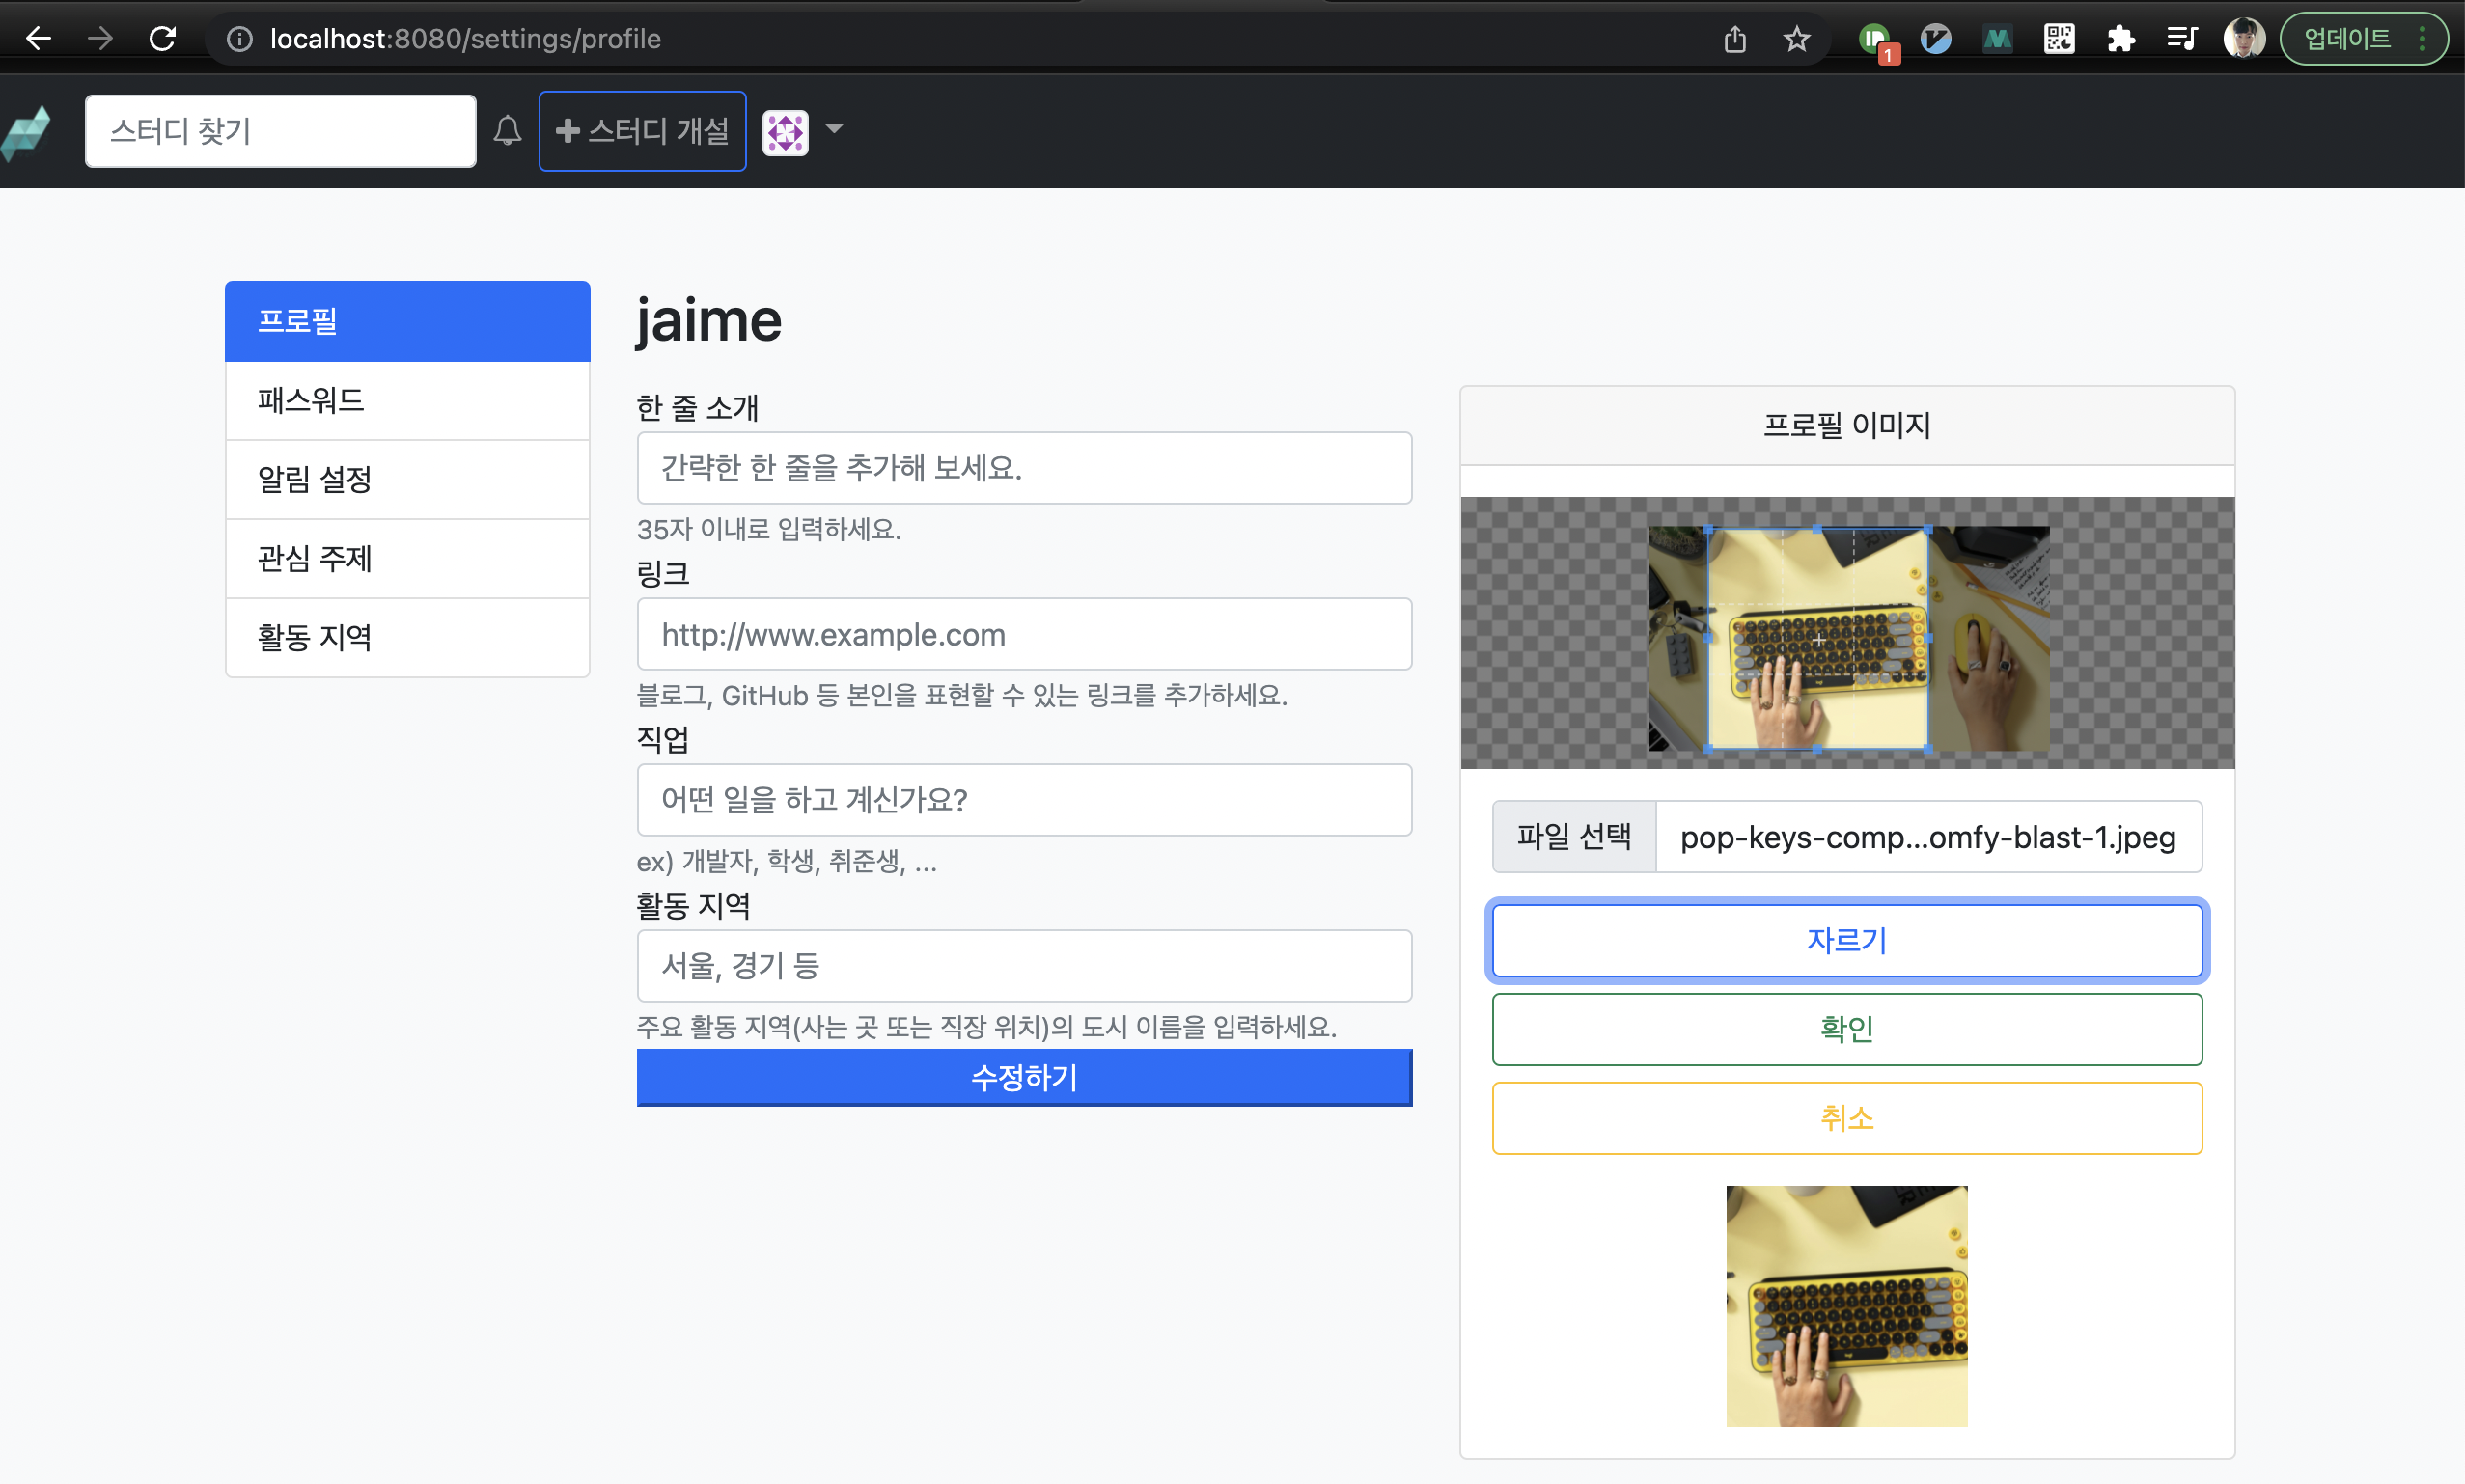 localhost:8080/settings/profile
1
업데이트
스터디 찾기
스터디 개설
프로필
패스워드
알림 설정
관심 주제
활동 지역
jaime
한 줄 소개
간략한 한 줄을 추가해 보세요.
35자 이내로 입력하세요.
링크
http://www.example.com
블로그, GitHub 등 본인을 표현할 수 있는 링크를 추가하세요.
직업
어떤 일을 하고 계신가요?
ex) 개발자, 학생, 취준생, ...
활동 지역
서울, 경기 등
주요 활동 지역(사는 곳 또는 직장 위치)의 도시 이름을 입력하세요.
수정하기
프로필 이미지
파일 선택
pop-keys-comp...omfy-blast-1.jpeg
자르기
확인
취소